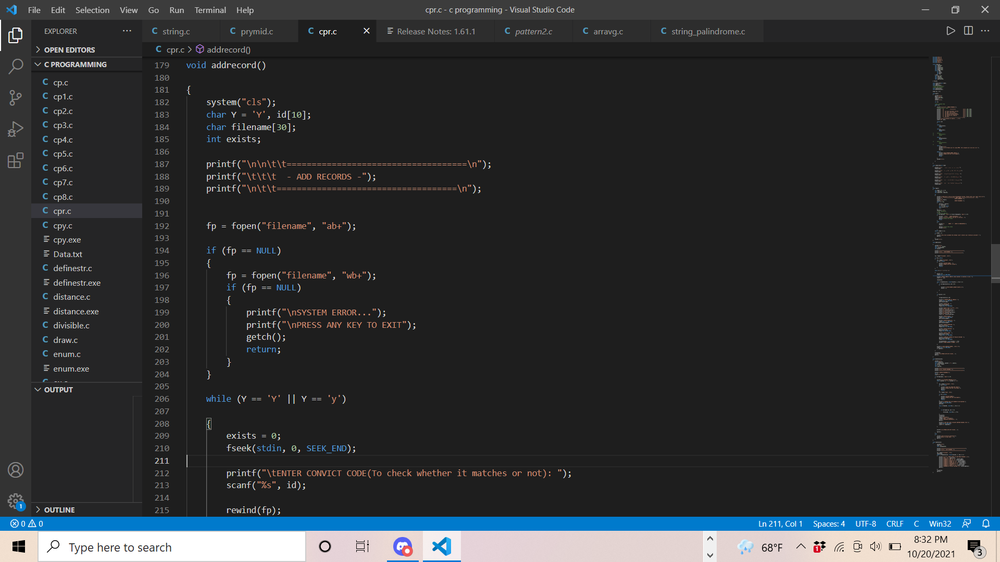 File Edit Selection View Go Run Terminal Help
cpr.c - c programming - Visual Studio Code
EXPLORER
C string.c
C prymid.c
C cpr.c
Release Notes: 1.61.1
C pattern2.c
C arravg.c
C string_palindrome.c
OPEN EDITORS
C PROGRAMMING
C cp.c
C cp1.c
C cp2.c
C cp3.c
C cp4.c
C cp5.c
C cp6.c
C cp7.c
C cp8.c
C cpr.c
C cpy.c
cpy.exe
Data.txt
C definestr.c
definestr.exe
C distance.c
distance.exe
C divisible.c
C draw.c
C enum.c
enum.exe
OUTPUT
OUTLINE
C cpr.c > addrecord()
179 void addrecord()
180
181 {
182 system("cls");
183 char Y = 'Y', id[10];
184 char filename[30];
185 int exists;
186
187 printf("\n\n\t\t====================================\n");
188 printf("\t\t\t  - ADD RECORDS -");
189 printf("\n\t\t====================================\n");
190
191
192 fp = fopen("filename", "ab+");
193
194 if (fp == NULL)
195 {
196 fp = fopen("filename", "wb+");
197 if (fp == NULL)
198 {
199 printf("\nSYSTEM ERROR...");
200 printf("\nPRESS ANY KEY TO EXIT");
201 getch();
202 return;
203 }
204 }
205
206 while (Y == 'Y' || Y == 'y')
207
208 {
209 exists = 0;
210 fseek(stdin, 0, SEEK_END);
211
212 printf("\tENTER CONVICT CODE(To check whether it matches or not): ");
213 scanf("%s", id);
214
215 rewind(fp);
1
0 0
Ln 211, Col 1 Spaces: 4 UTF-8 CRLF C Win32
Type here to search
68°F
1
8:32 PM
10/20/2021
3